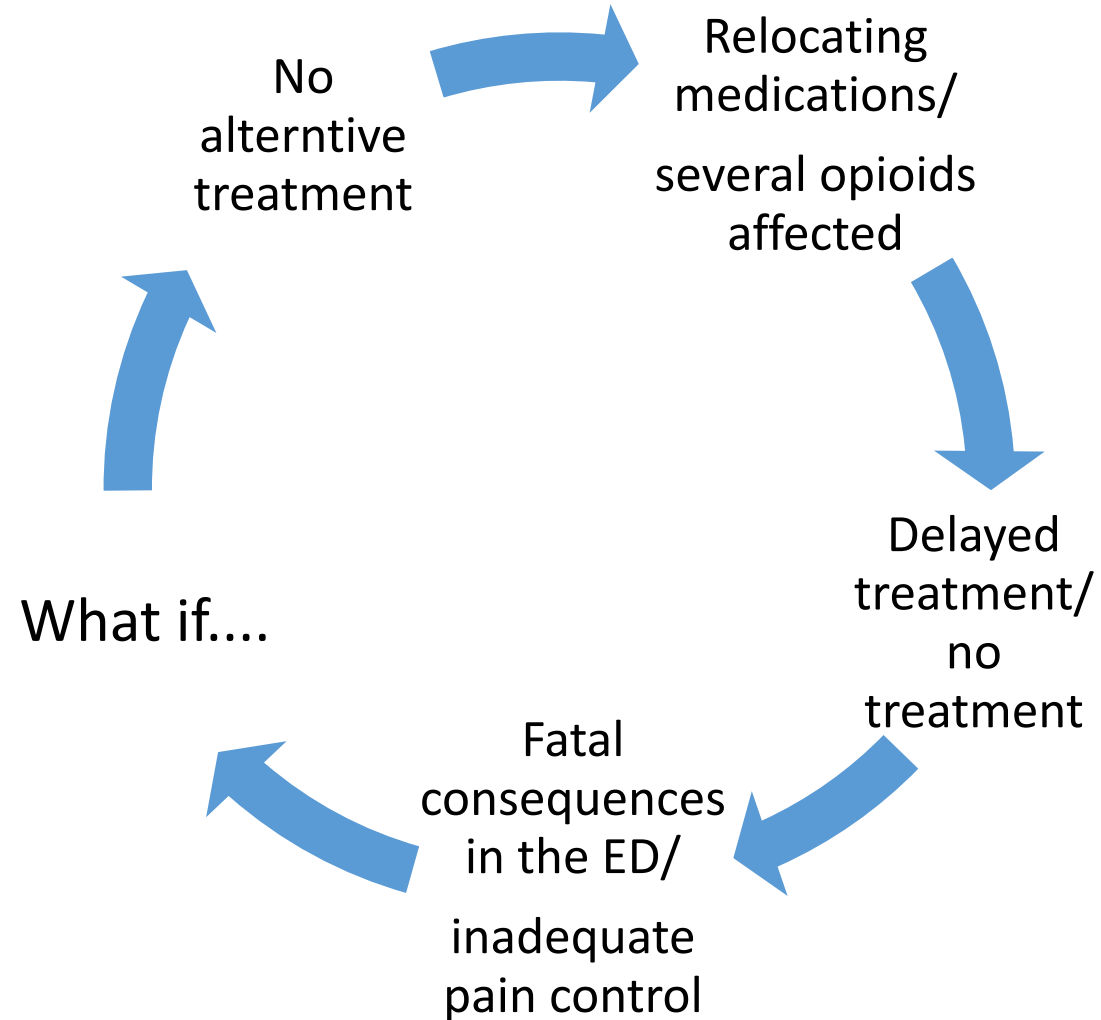 No
alterntive
treatment
Relocating
medications/
several opioids
affected
Delayed
treatment/
no
treatment
Fatal
consequences
in the ED/
inadequate
pain control
What if....